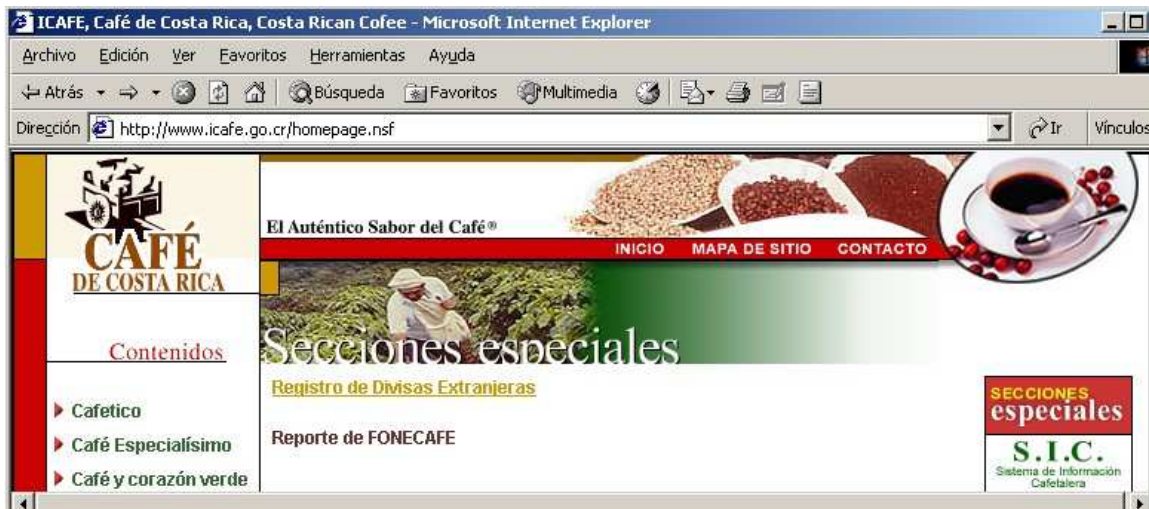 ICAFE, Café de Costa Rica, Costa Rican Cofee - Microsoft Internet Explorer
Archivo Edición Ver Favoritos Herramientas Ayuda
Atrás Búsqueda Favoritos Multimedia
Dirección http://www.icafe.go.cr/homepage.nsf Ir Vínculos
CAFÉ
DE COSTA RICA
El Auténtico Sabor del Café®
INICIO MAPA DE SITIO CONTACTO
Secciones especiales
Contenidos
Cafetico
Café Especialísimo
Café y corazón verde
Registro de Divisas Extranjeras
Reporte de FONECAFE
SECCIONES
especiales
S.I.C.
Sistema de Información
Cafetalera